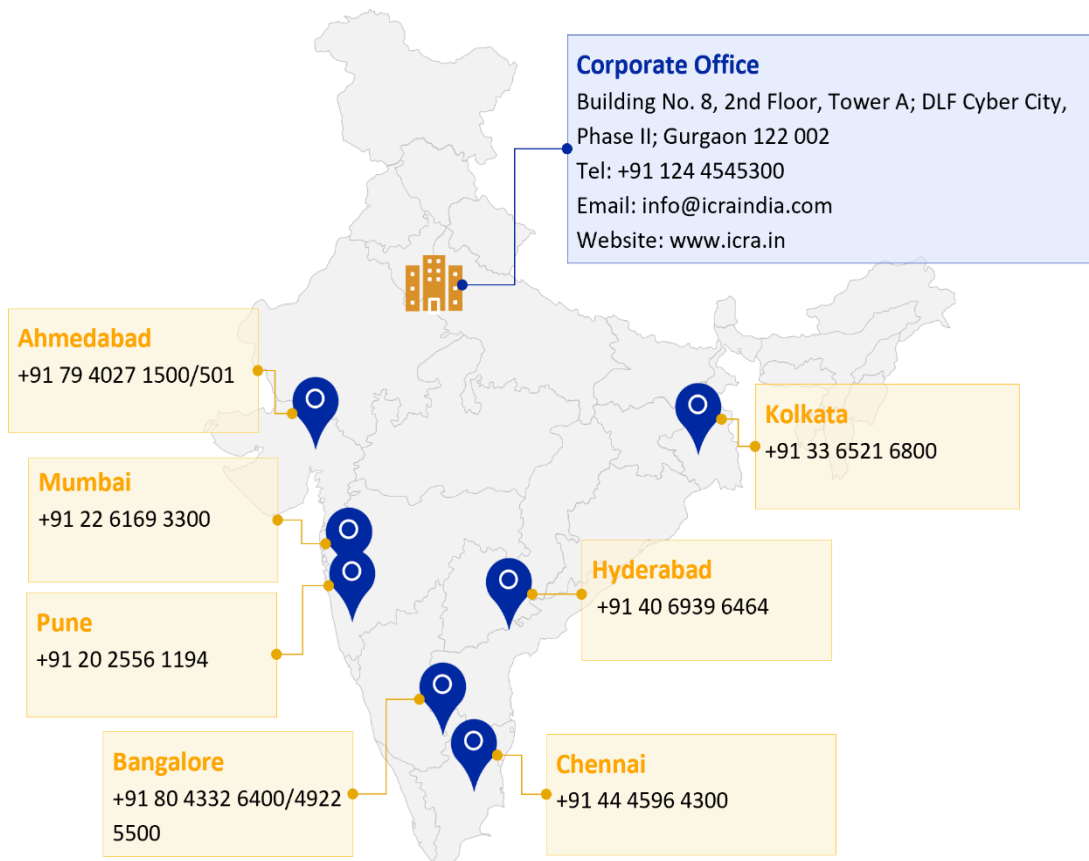 Corporate Office
Building No. 8, 2nd Floor, Tower A; DLF Cyber City,
Phase II; Gurgaon 122 002
Tel: +91 124 4545300
Email: info@icraindia.com
Website: www.icra.in
Ahmedabad
+91 79 4027 1500/501
Kolkata
+91 33 6521 6800
Mumbai
+91 22 6169 3300
Hyderabad
+91 40 6939 6464
Pune
+91 20 2556 1194
Bangalore
+91 80 4332 6400/4922
5500
Chennai
+91 44 4596 4300